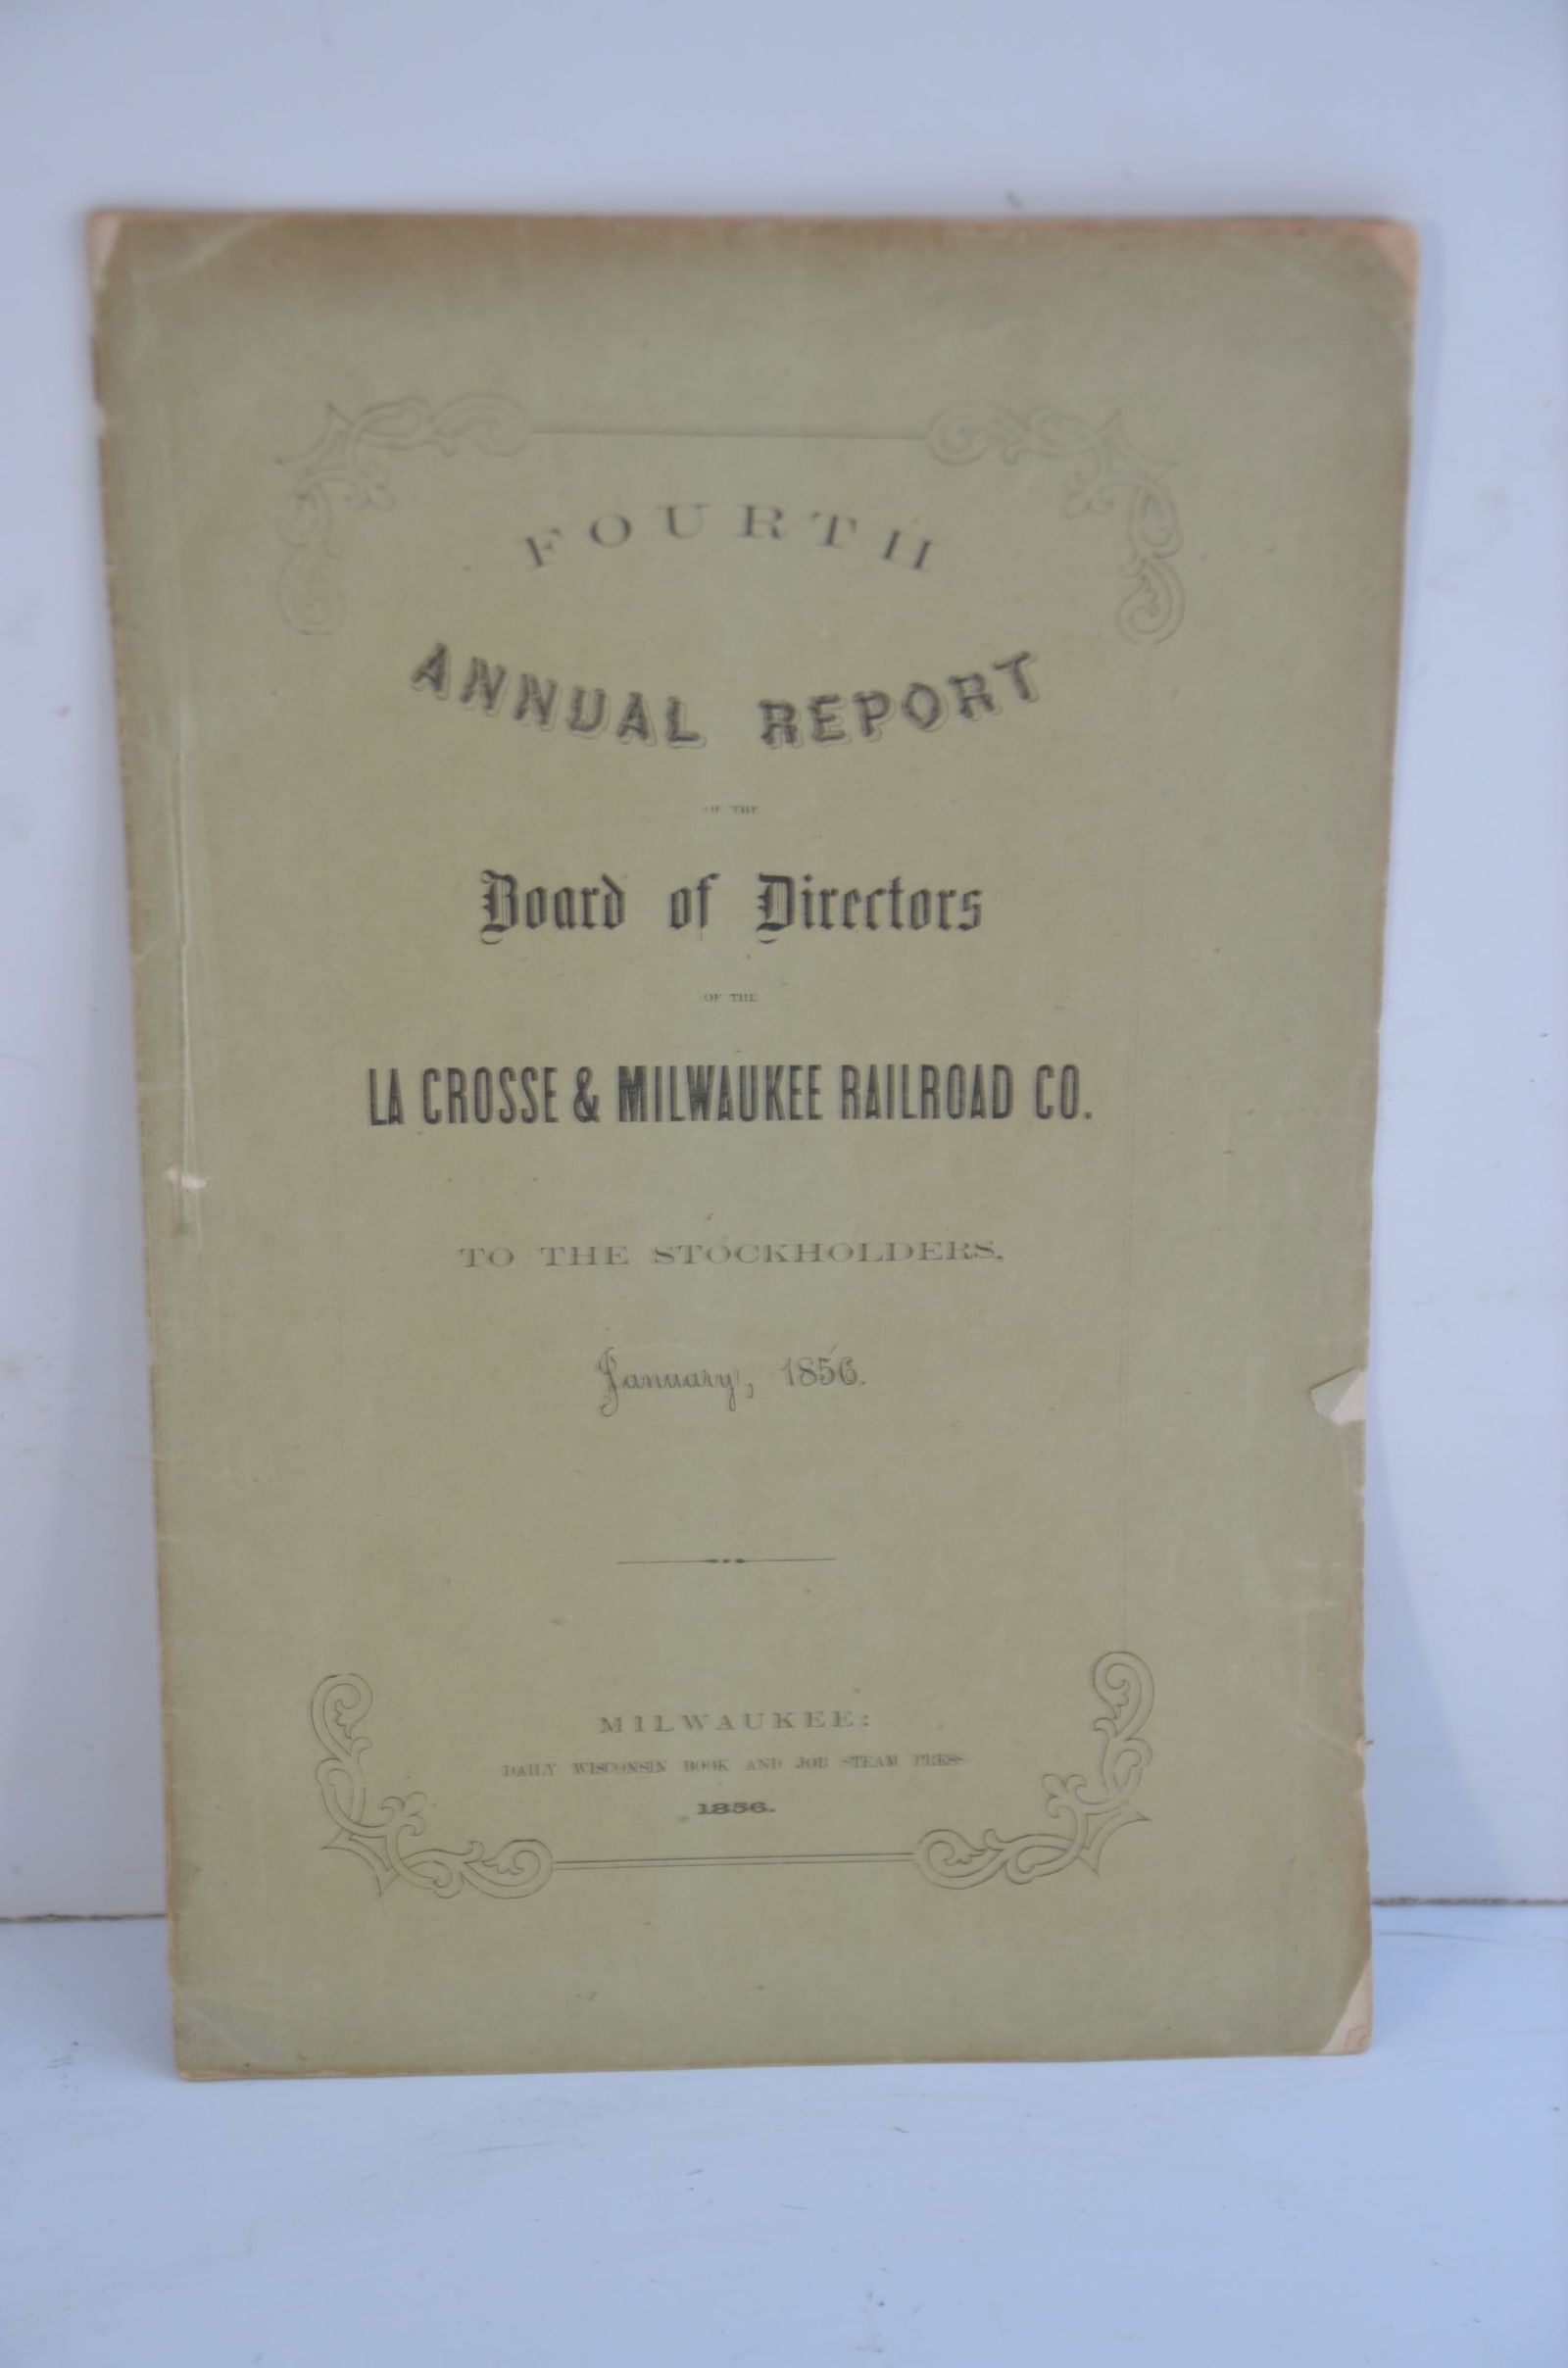 FOURTH
ANNUAL REPORT
OF THE
Board of Directors
OF THE
LA CROSSE & MILWAUKEE RAILROAD CO.
TO THE STOCKHOLDERS,
January, 1856.
MILWAUKEE:
DAILY WISCONSIN BOOK AND JOB STEAM PRESS
1856.